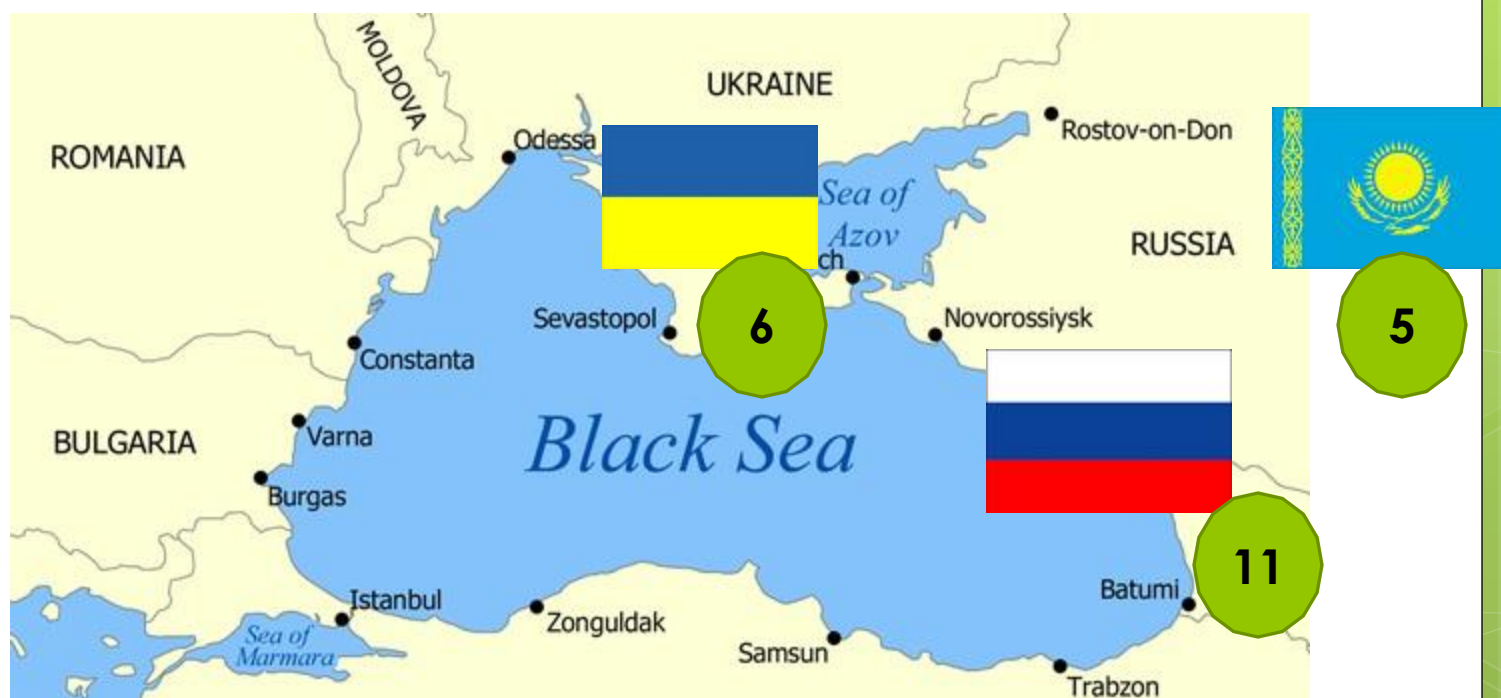 MOLDOVA
UKRAINE
Rostov-on-Don
Odessa
ROMANIA
Sea of
Azov
RUSSIA
ch
Sevastopol
6
Novorossiysk
5
Constanta
BULGARIA
Varna
Black Sea
Burgas
11
Istanbul
Batumi
Zonguldak
Sea of
Marmara
Samsun
Trabzon